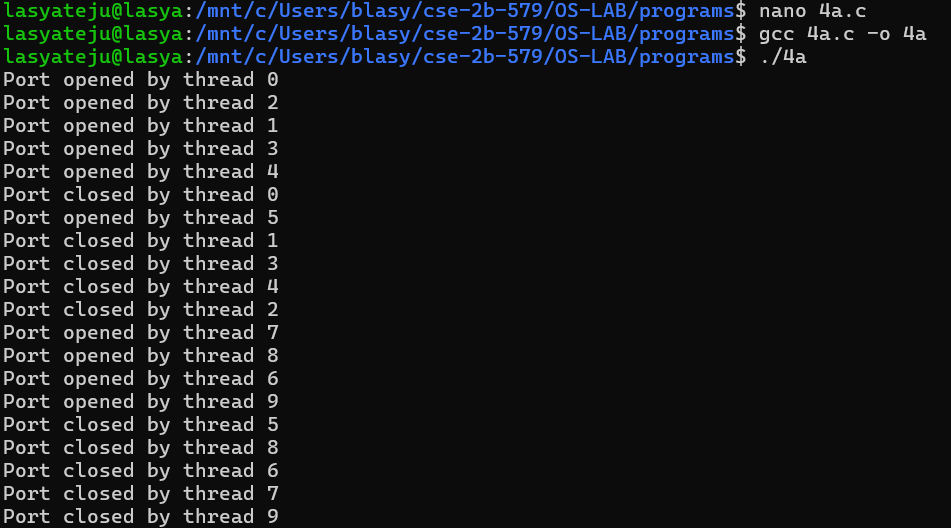 lasyateju@lasya:/mnt/c/Users/blasy/cse-2b-579/OS-LAB/programs$ nano 4a.c
lasyateju@lasya:/mnt/c/Users/blasy/cse-2b-579/OS-LAB/programs$ gcc 4a.c -o 4a
lasyateju@lasya:/mnt/c/Users/blasy/cse-2b-579/OS-LAB/programs$ ./4a
Port opened by thread 0
Port opened by thread 2
Port opened by thread 1
Port opened by thread 3
Port opened by thread 4
Port closed by thread 0
Port opened by thread 5
Port closed by thread 1
Port closed by thread 3
Port closed by thread 4
Port closed by thread 2
Port opened by thread 7
Port opened by thread 8
Port opened by thread 6
Port opened by thread 9
Port closed by thread 5
Port closed by thread 8
Port closed by thread 6
Port closed by thread 7
Port closed by thread 9